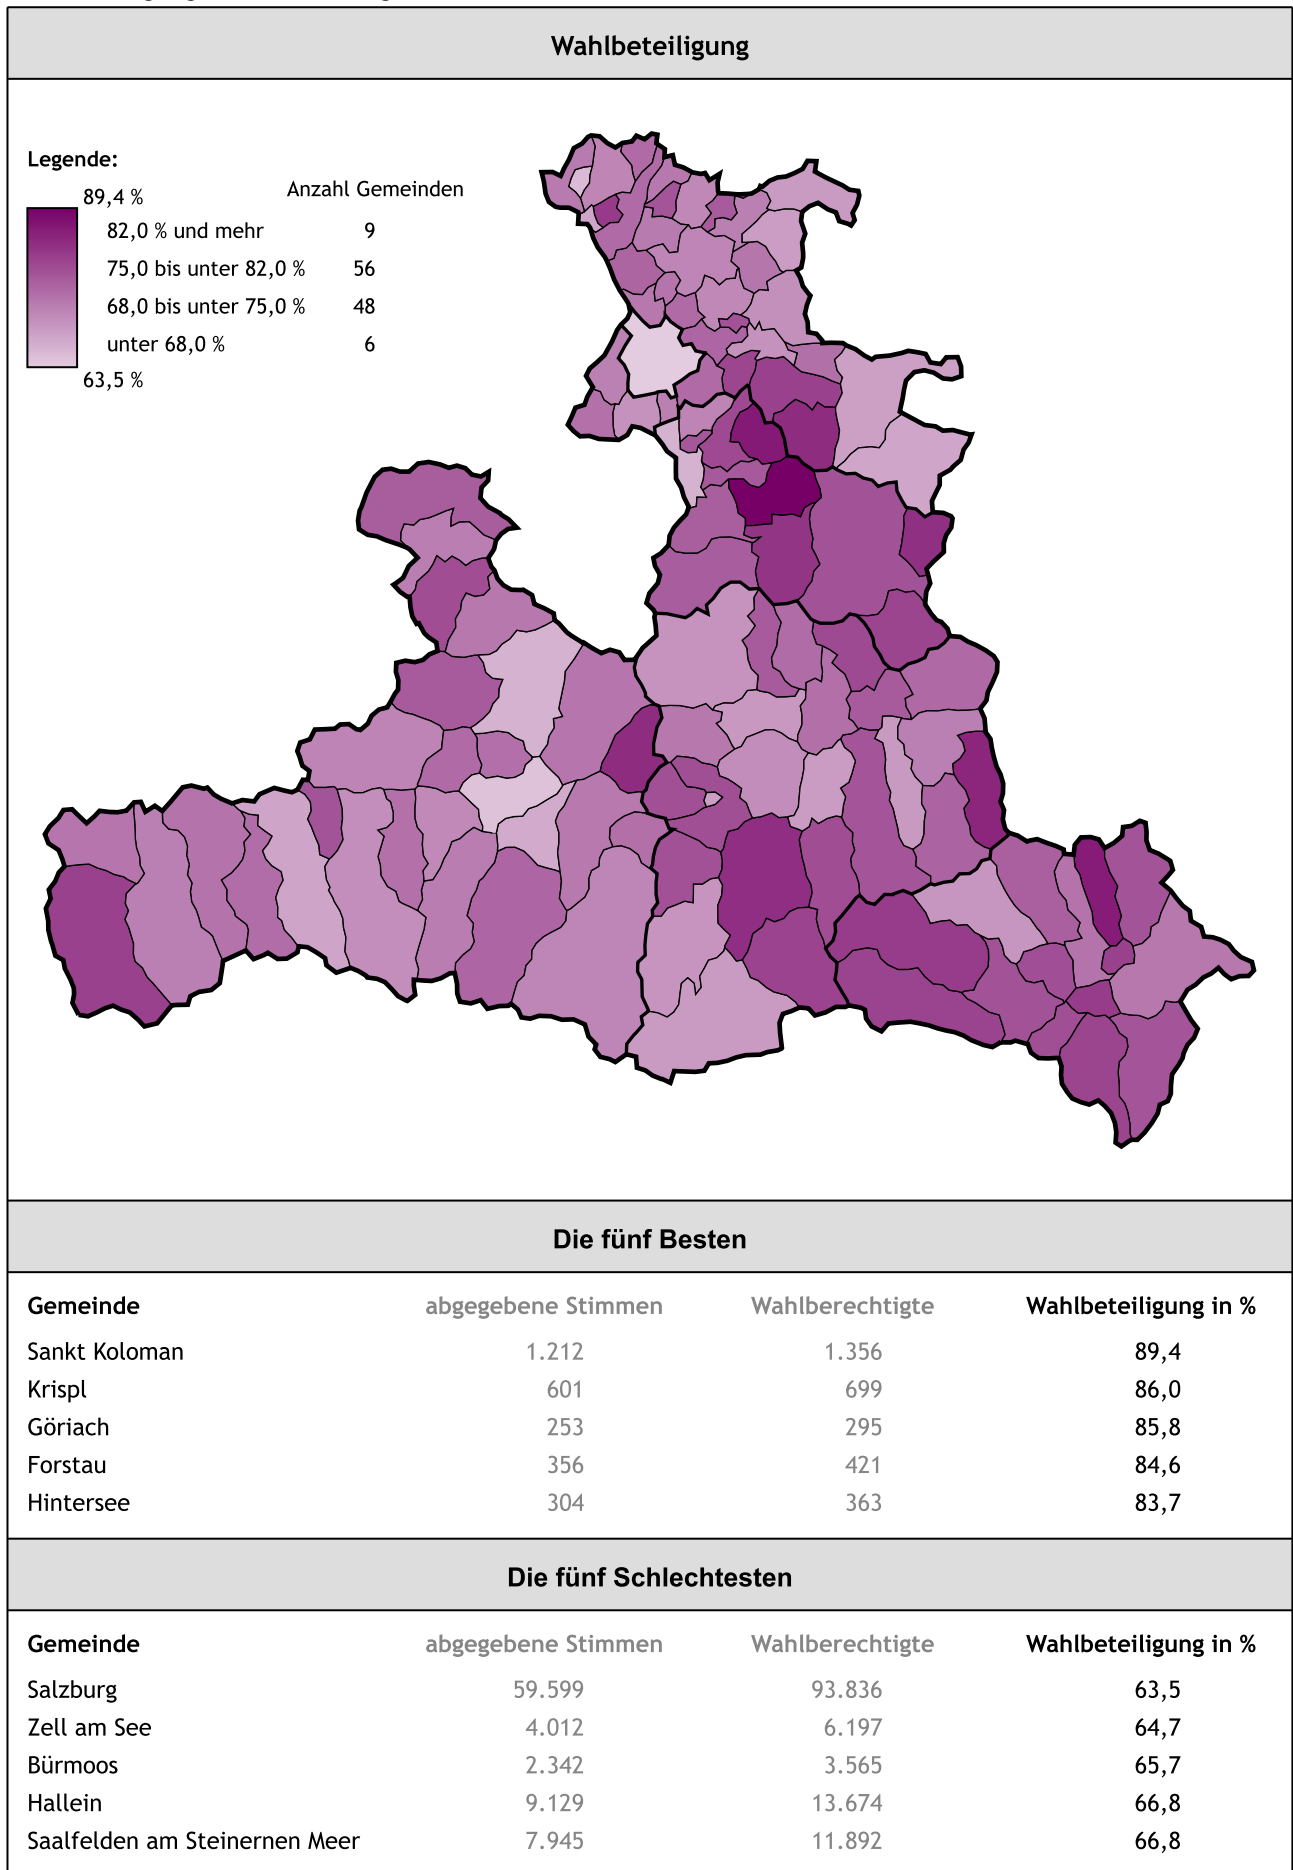 Wahlbeteiligung
Legende:
89,4 %
Anzahl Gemeinden
82,0 % und mehr 9
75,0 bis unter 82,0 % 56
68,0 bis unter 75,0 % 48
unter 68,0 % 6
63,5 %
Die fünf Besten
Gemeinde abgegebene Stimmen Wahlberechtigte Wahlbeteiligung in %
Sankt Koloman 1.212 1.356 89,4
Krispl 601 699 86,0
Göriach 253 295 85,8
Forstau 356 421 84,6
Hintersee 304 363 83,7
Die fünf Schlechtesten
Gemeinde abgegebene Stimmen Wahlberechtigte Wahlbeteiligung in %
Salzburg 59.599 93.836 63,5
Zell am See 4.012 6.197 64,7
Bürmoos 2.342 3.565 65,7
Hallein 9.129 13.674 66,8
Saalfelden am Steinernen Meer 7.945 11.892 66,8